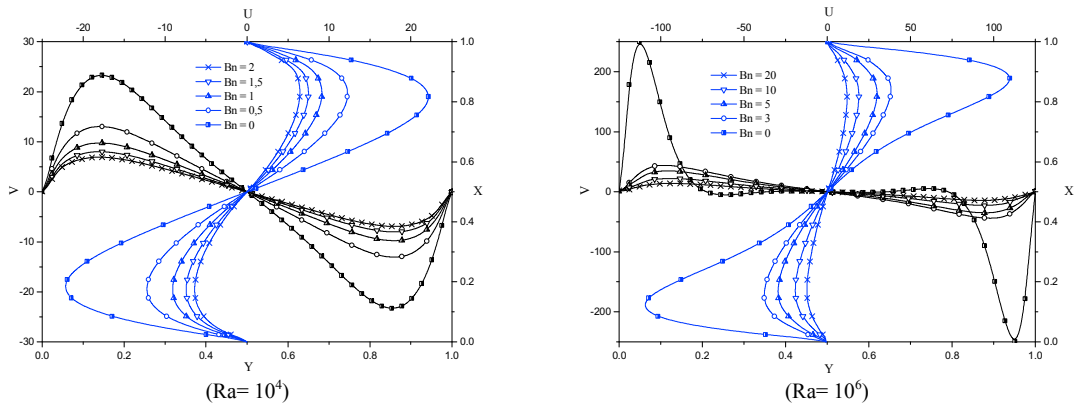 U
-20 -10 0 10 20
30
20
10
0
-10
-20
-30
V
Bn = 2
Bn = 1,5
Bn = 1
Bn = 0,5
Bn = 0
1.0
0.8
0.6
X
0.4
0.2
0.0
0.0 0.2 0.4 0.6 0.8 1.0
Y
(Ra= 10⁴)
U
-100 -50 0 50 100
200
100
0
-100
-200
V
Bn = 20
Bn = 10
Bn = 5
Bn = 3
Bn = 0
1.0
0.8
0.6
X
0.4
0.2
0.0
0.0 0.2 0.4 0.6 0.8 1.0
Y
(Ra= 10⁶)